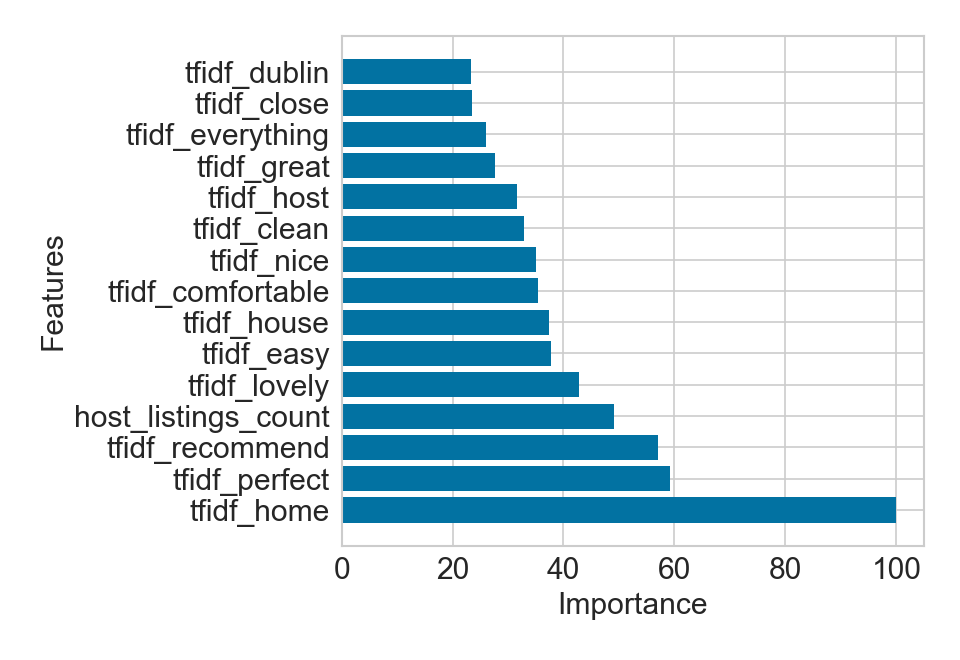 tfidf_dublin
tfidf_close
tfidf_everything
tfidf_great
tfidf_host
tfidf_clean
tfidf_nice
tfidf_comfortable
tfidf_house
tfidf_easy
tfidf_lovely
host_listings_count
tfidf_recommend
tfidf_perfect
tfidf_home
Features
0 20 40 60 80 100
Importance